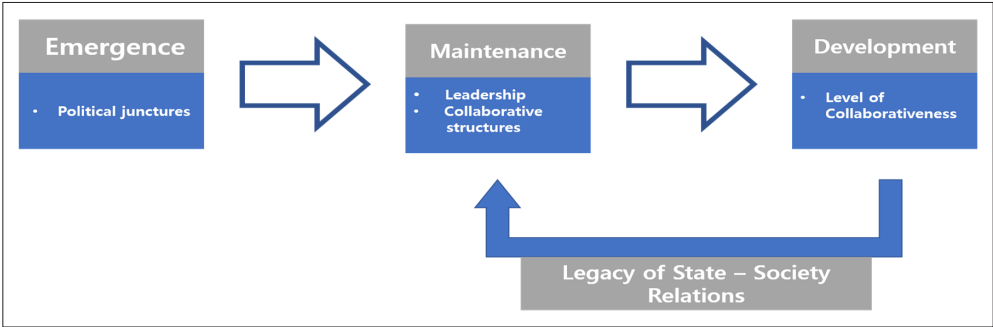 Emergence
• Political junctures
Maintenance
• Leadership
• Collaborative
structures
Development
• Level of
Collaborativeness
Legacy of State – Society
Relations